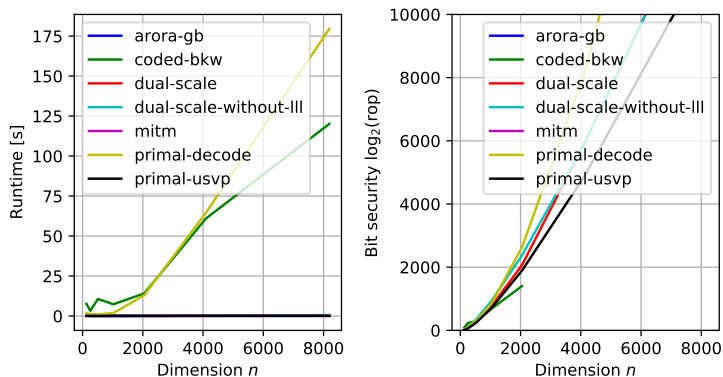 Runtime [s]
175
150
125
100
75
50
25
0
0
2000
4000
6000
8000
Dimension n
arora-gb
coded-bkw
dual-scale
dual-scale-without-lll
mitm
primal-decode
primal-usvp
Bit security log₂(rop)
10000
8000
6000
4000
2000
0
0
2000
4000
6000
8000
Dimension n
arora-gb
coded-bkw
dual-scale
dual-scale-without-lll
mitm
primal-decode
primal-usvp